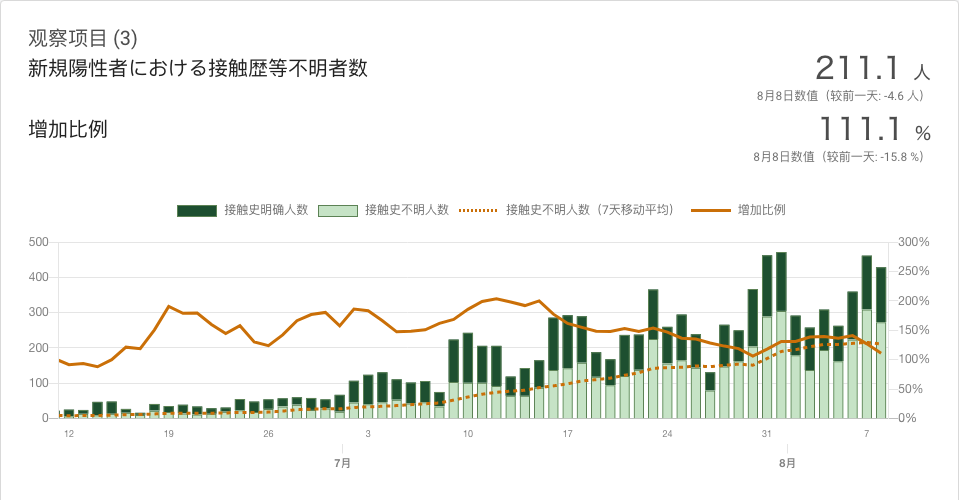 观察项目 (3)
新規陽性者における接触歴等不明者数
211.1 人
8月8日数值（较前一天: -4.6 人）
增加比例
111.1 %
8月8日数值（较前一天: -15.8 %）
接触史明确人数 接触史不明人数 接触史不明人数（7天移动平均） 增加比例
500 300%
250%
400
200%
300
150%
200
100%
100
50%
0 0%
12 19 26 3 10 17 24 31 7
7月 8月